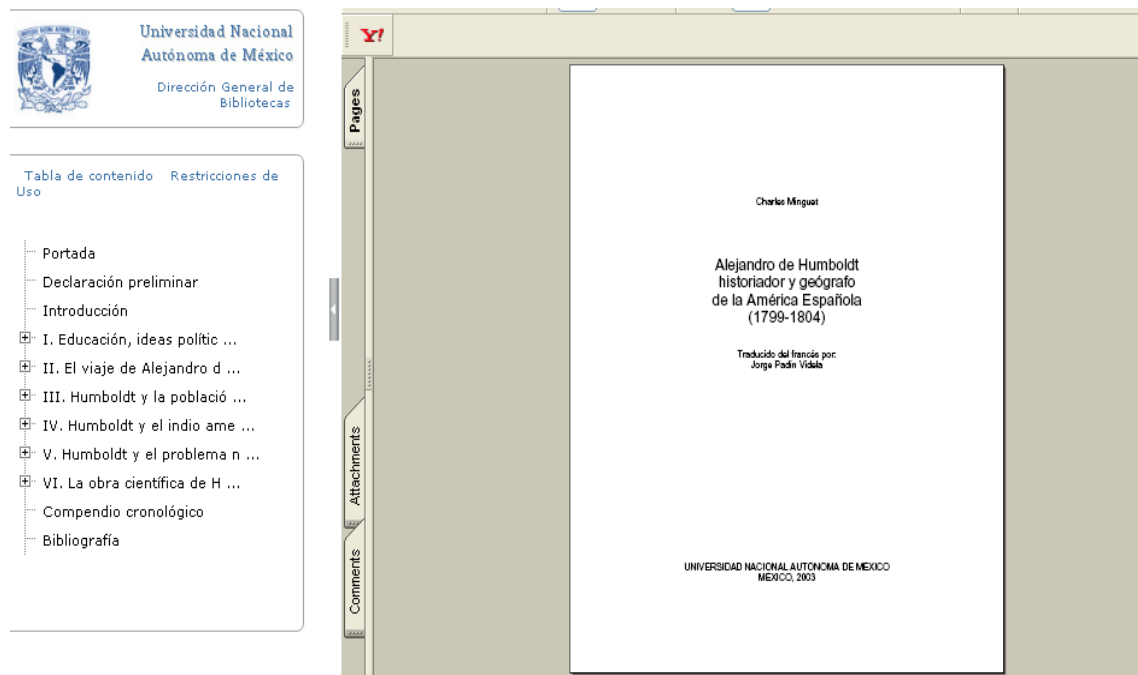 Universidad Nacional
Autónoma de México
Dirección General de
Bibliotecas
Tabla de contenido Restricciones de
Uso
Portada
Declaración preliminar
Introducción
I. Educación, ideas polític ...
II. El viaje de Alejandro d ...
III. Humboldt y la població ...
IV. Humboldt y el indio ame ...
V. Humboldt y el problema n ...
VI. La obra científica de H ...
Compendio cronológico
Bibliografía
Y!
Pages
Attachments
Comments
Charles Minguet
Alejandro de Humboldt
historiador y geógrafo
de la América Española
(1799-1804)
Traducido del francés por:
Jorge Padín Videla
UNIVERSIDAD NACIONAL AUTONOMA DE MEXICO
MEXICO, 2003